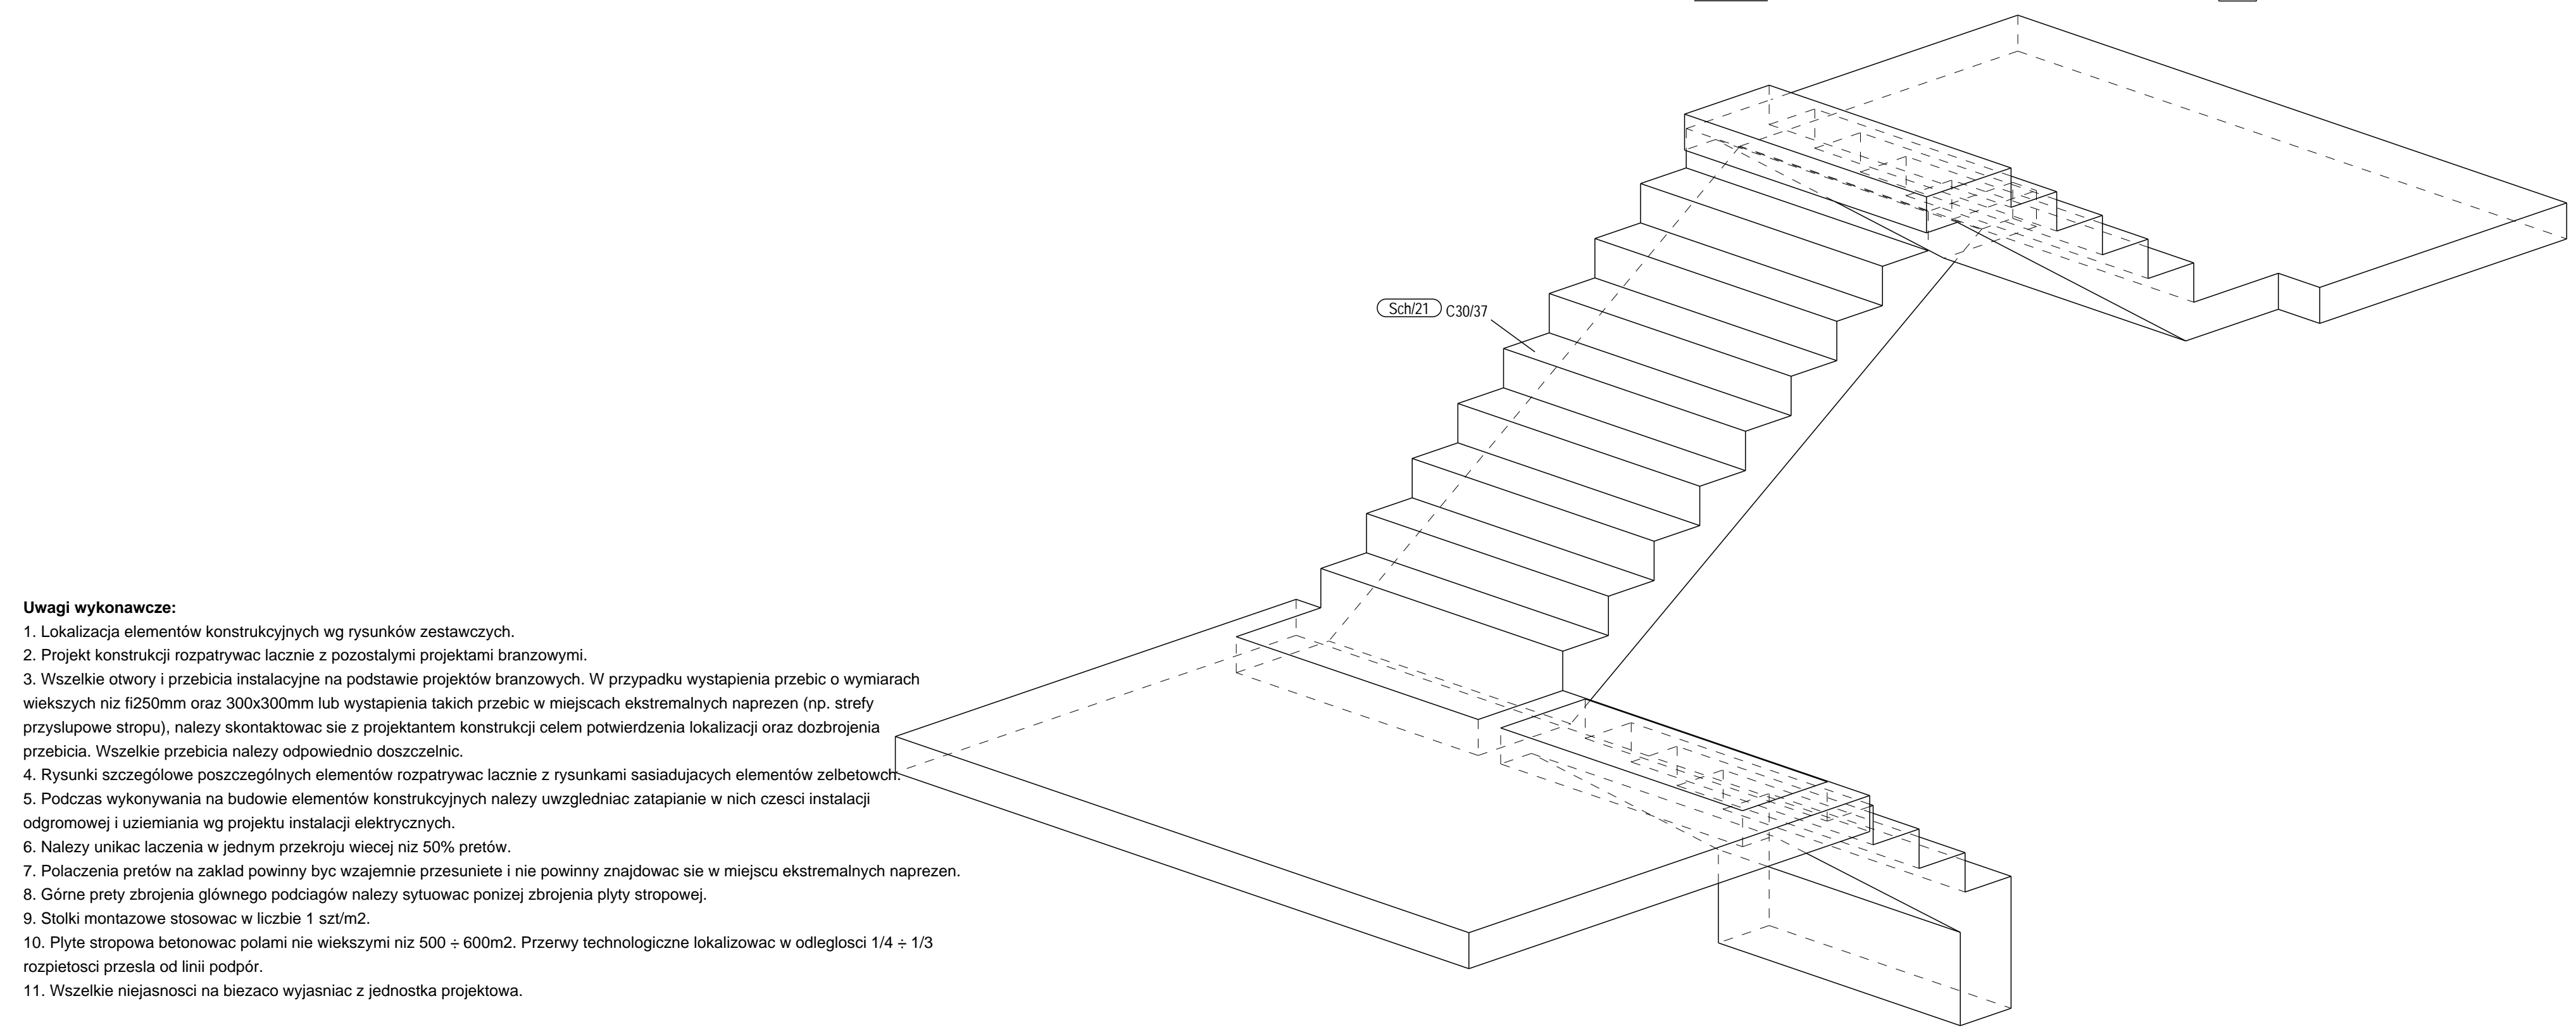 Sch/21 C30/37
Uwagi wykonawcze:
1. Lokalizacja elementów konstrukcyjnych wg rysunków zestawczych.
2. Projekt konstrukcji rozpatrywac lacznie z pozostalymi projektami branzowymi.
3. Wszelkie otwory i przebicia instalacyjne na podstawie projektów branzowych. W przypadku wystapienia przebic o wymiarach
wiekszych niz fi250mm oraz 300x300mm lub wystapienia takich przebic w miejscach ekstremalnych naprezen (np. strefy
przyslupowe stropu), nalezy skontaktowac sie z projektantem konstrukcji celem potwierdzenia lokalizacji oraz dozbrojenia
przebicia. Wszelkie przebicia nalezy odpowiednio doszczelnic.
4. Rysunki szczególowe poszczególnych elementów rozpatrywac lacznie z rysunkami sasiadujacych elementów zelbetowch.
5. Podczas wykonywania na budowie elementów konstrukcyjnych nalezy uwzgledniac zatapianie w nich czesci instalacji
odgromowej i uziemiania wg projektu instalacji elektrycznych.
6. Nalezy unikac laczenia w jednym przekroju wiecej niz 50% pretów.
7. Polaczenia pretów na zaklad powinny byc wzajemnie przesuniete i nie powinny znajdowac sie w miejscu ekstremalnych naprezen.
8. Górne prety zbrojenia glównego podciagów nalezy sytuowac ponizej zbrojenia plyty stropowej.
9. Stolki montazowe stosowac w liczbie 1 szt/m2.
10. Plyte stropowa betonowac polami nie wiekszymi niz 500 ÷ 600m2. Przerwy technologiczne lokalizowac w odleglosci 1/4 ÷ 1/3
rozpietosci przesla od linii podpór.
11. Wszelkie niejasnosci na biezaco wyjasniac z jednostka projektowa.